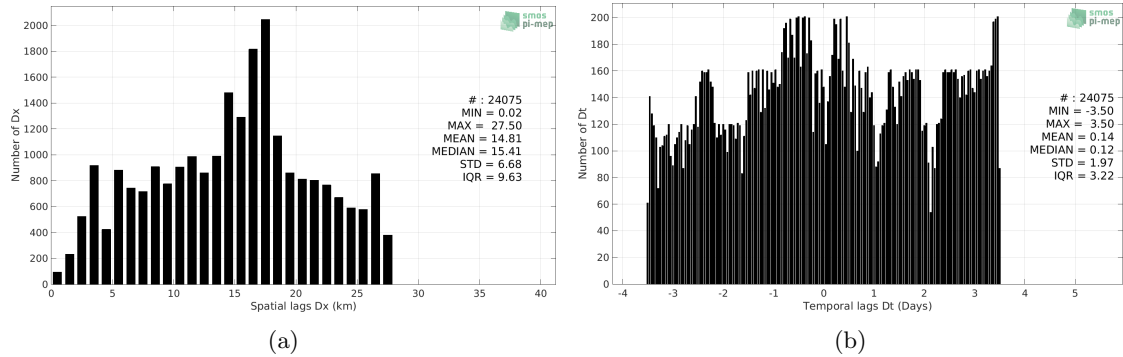 2000
1800
1600
1400
1200
1000
800
600
400
200
0
Number of Dx
0 5 10 15 20 25 30 35 40
Spatial lags Dx (km)
smos
pi-mep
# : 24075
MIN = 0.02
MAX = 27.50
MEAN = 14.81
MEDIAN = 15.41
STD = 6.68
IQR = 9.63
(a)
200
180
160
140
120
100
80
60
40
20
0
Number of Dt
-4 -3 -2 -1 0 1 2 3 4 5
Temporal lags Dt (Days)
smos
pi-mep
# : 24075
MIN = -3.50
MAX = 3.50
MEAN = 0.14
MEDIAN = 0.12
STD = 1.97
IQR = 3.22
(b)